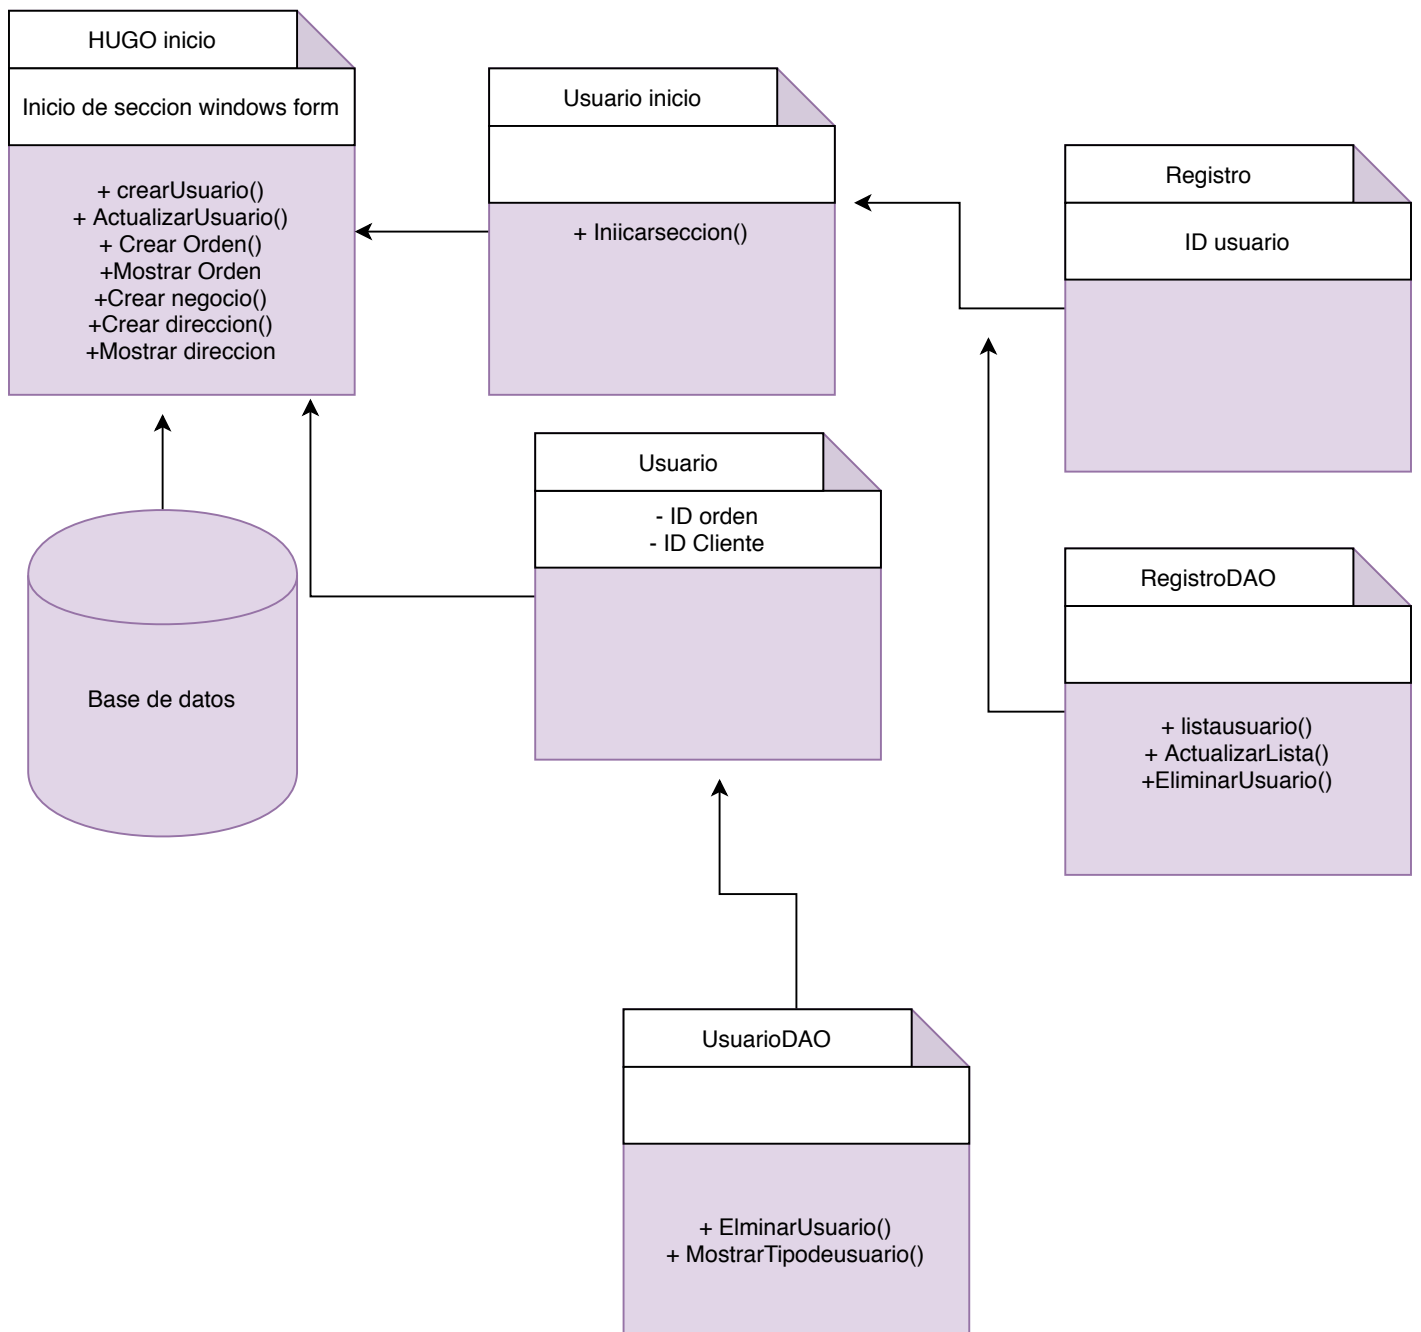 HUGO inicio
Inicio de seccion windows form
+ crearUsuario()
+ ActualizarUsuario()
+ Crear Orden()
+Mostrar Orden
+Crear negocio()
+Crear direccion()
+Mostrar direccion
Usuario inicio
+ Iniicarseccion()
Registro
ID usuario
Usuario
- ID orden
- ID Cliente
RegistroDAO
+ listausuario()
+ ActualizarLista()
+EliminarUsuario()
Base de datos
UsuarioDAO
+ ElminarUsuario()
+ MostrarTipodeusuario()